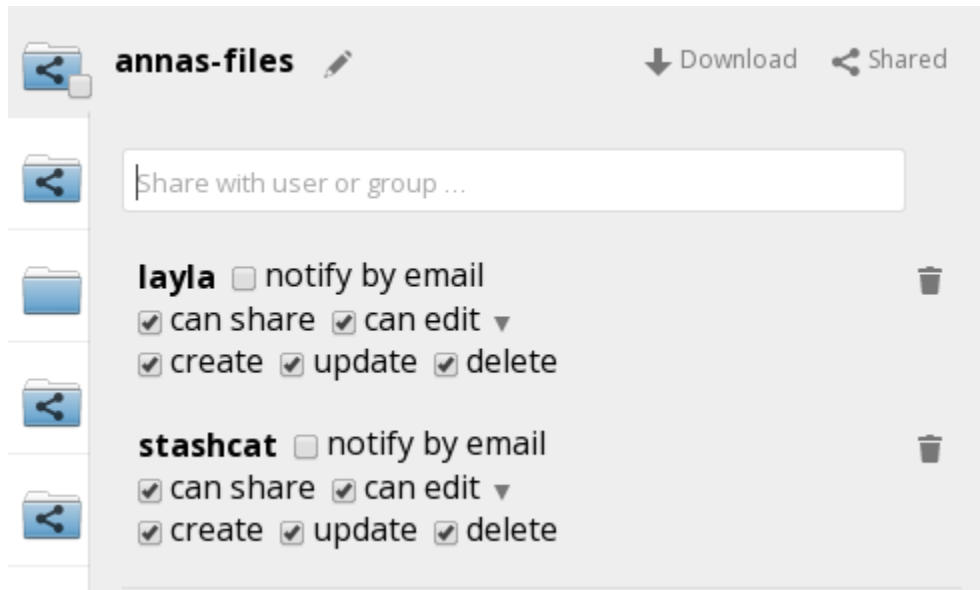 annas-files Download Shared
Share with user or group ...
layla notify by email
can share can edit
create update delete
stashcat notify by email
can share can edit
create update delete